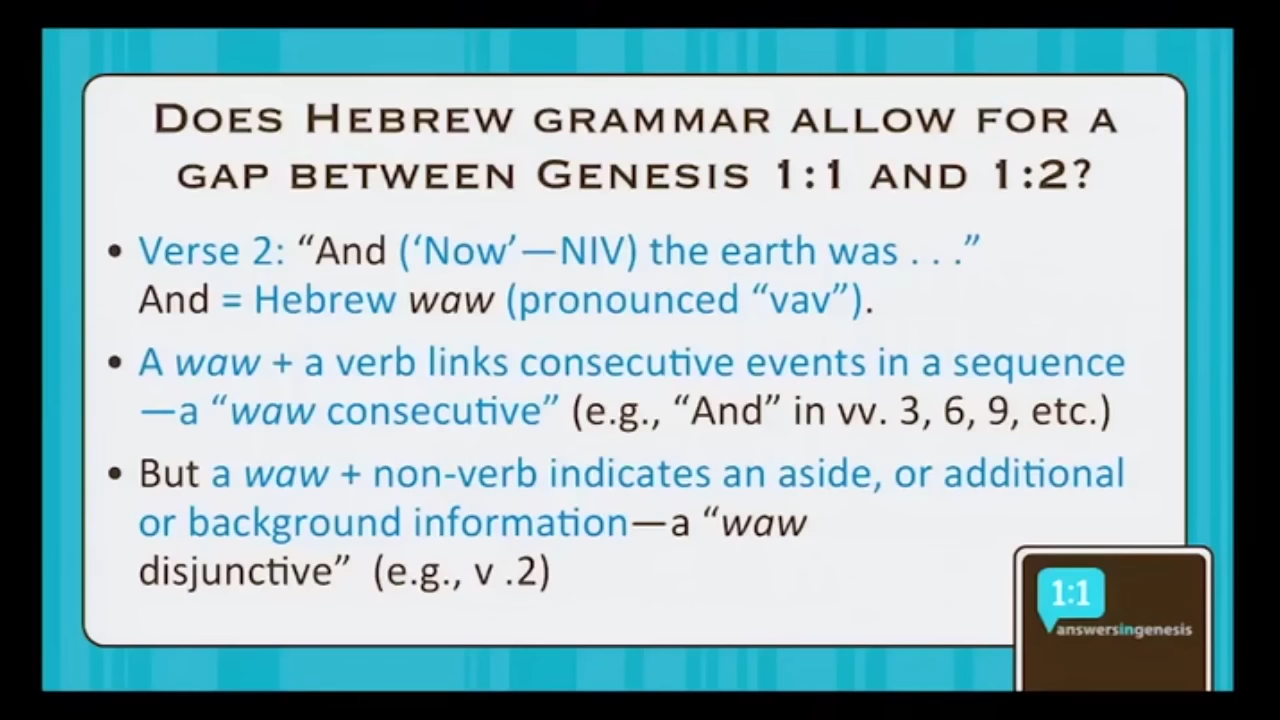 DOES HEBREW GRAMMAR ALLOW FOR A
GAP BETWEEN GENESIS 1:1 AND 1:2?
• Verse 2: “And (‘Now’—NIV) the earth was . . .”
And = Hebrew waw (pronounced “vav”).
• A waw + a verb links consecutive events in a sequence
—a “waw consecutive” (e.g., “And” in vv. 3, 6, 9, etc.)
• But a waw + non-verb indicates an aside, or additional
or background information—a “waw
disjunctive” (e.g., v .2)
1:1
answersingenesis